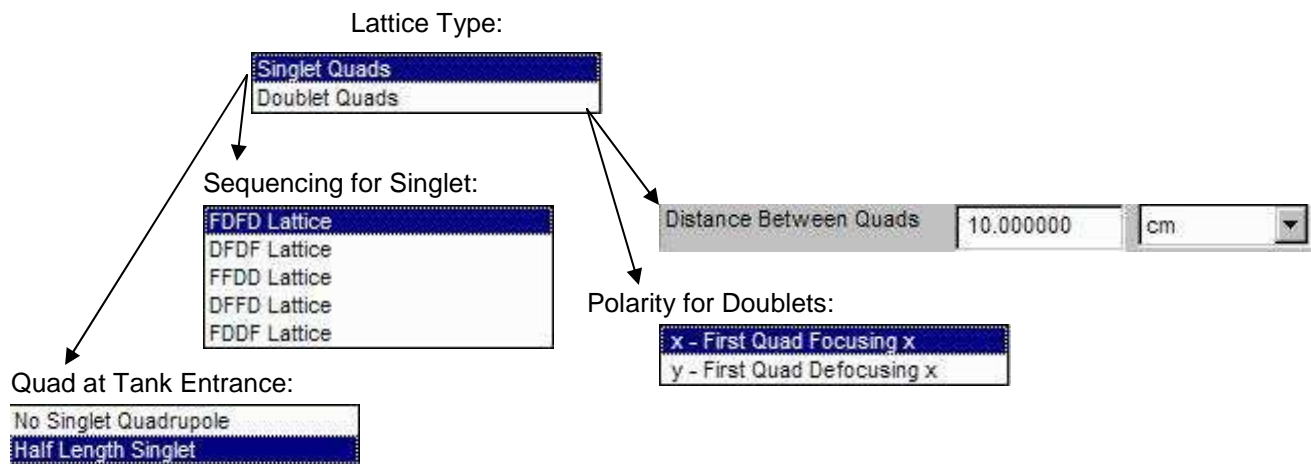 Lattice Type:
Singlet Quads
Doublet Quads
Sequencing for Singlet:
FDFD Lattice
DFDF Lattice
FFDD Lattice
DFFD Lattice
FDDF Lattice
Distance Between Quads 10.000000 cm
Polarity for Doublets:
x - First Quad Focusing x
y - First Quad Defocusing x
Quad at Tank Entrance:
No Singlet Quadrupole
Half Length Singlet